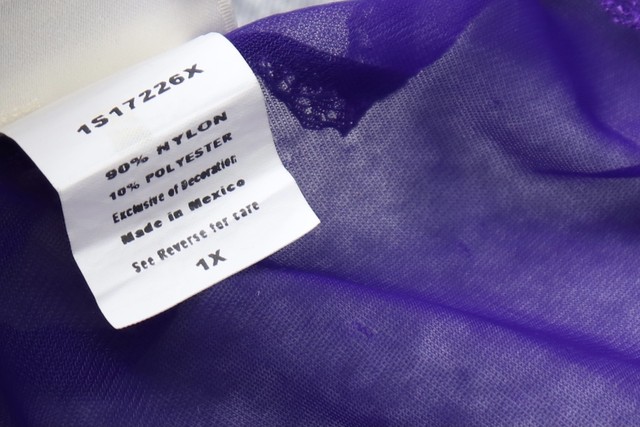 1S17226X
90% NYLON
10% POLYESTER
Exclusive of Decoration
Made in Mexico
See Reverse for care
1X